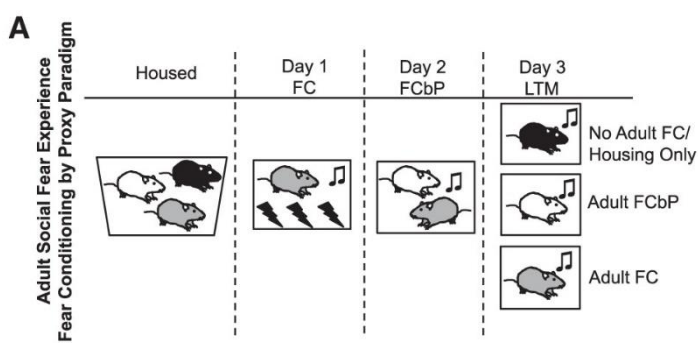 A
Adult Social Fear Experience
Fear Conditioning by Proxy Paradigm
Housed
Day 1
FC
Day 2
FCbP
Day 3
LTM
No Adult FC/
Housing Only
Adult FCbP
Adult FC